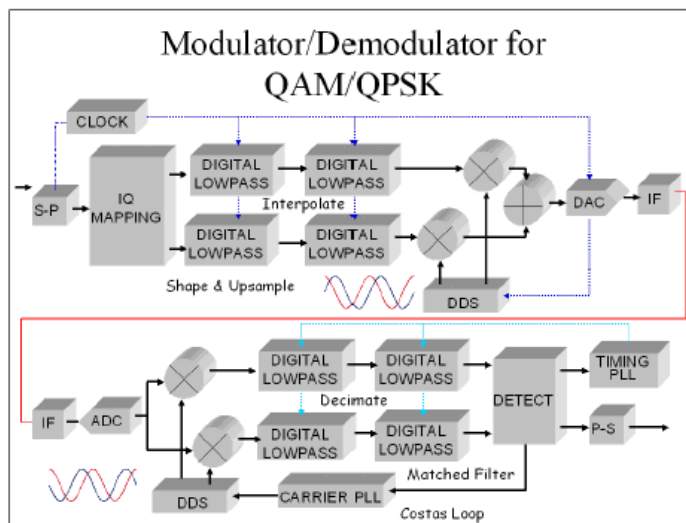 Modulator/Demodulator for
QAM/QPSK
CLOCK
S-P
IQ
MAPPING
DIGITAL
LOWPASS
DIGITAL
LOWPASS
Interpolate
DIGITAL
LOWPASS
DIGITAL
LOWPASS
Shape & Upsample
DDS
DAC
IF
IF
ADC
DIGITAL
LOWPASS
DIGITAL
LOWPASS
Decimate
DIGITAL
LOWPASS
DIGITAL
LOWPASS
Matched Filter
DETECT
TIMING
PLL
P-S
DDS
CARRIER PLL
Costas Loop